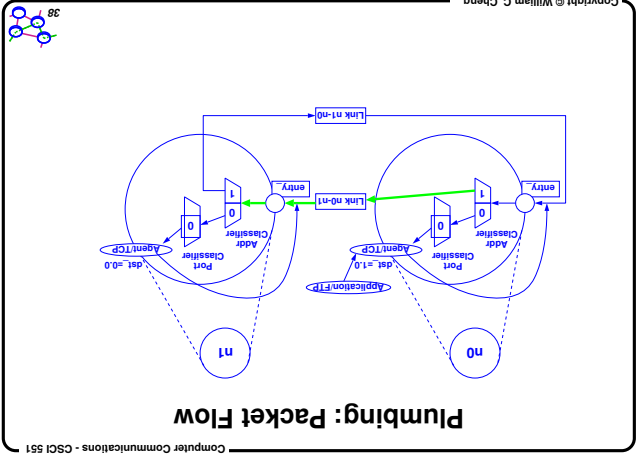 Computer Communications - CSCI 551
Plumbing: Packet Flow
n0
n1
Application/FTP
Port
Classifier
dst_=1.0
Agent/TCP
Addr
Classifier
0
1
0
entry_
Link n0-n1
Port
Classifier
dst_=0.0
Agent/TCP
Addr
Classifier
0
1
0
entry_
Link n1-n0
38
Copyright © William C. Cheng